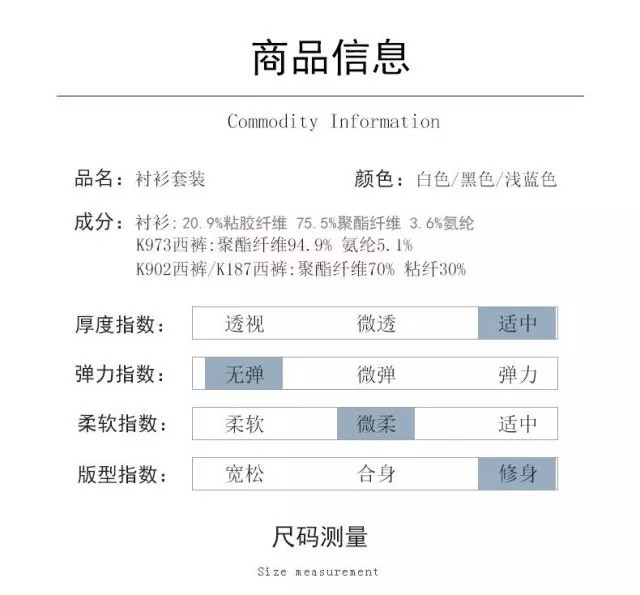 商品信息
Commodity Information
品名：衬衫套装 颜色：白色/黑色/浅蓝色
成分：衬衫：20.9%粘胶纤维 75.5%聚酯纤维 3.6%氨纶
K973西裤：聚酯纤维94.9% 氨纶5.1%
K902西裤/K187西裤：聚酯纤维70% 粘纤30%
厚度指数： 透视 微透 适中
弹力指数： 无弹 微弹 弹力
柔软指数： 柔软 微柔 适中
版型指数： 宽松 合身 修身
尺码测量
Size measurement